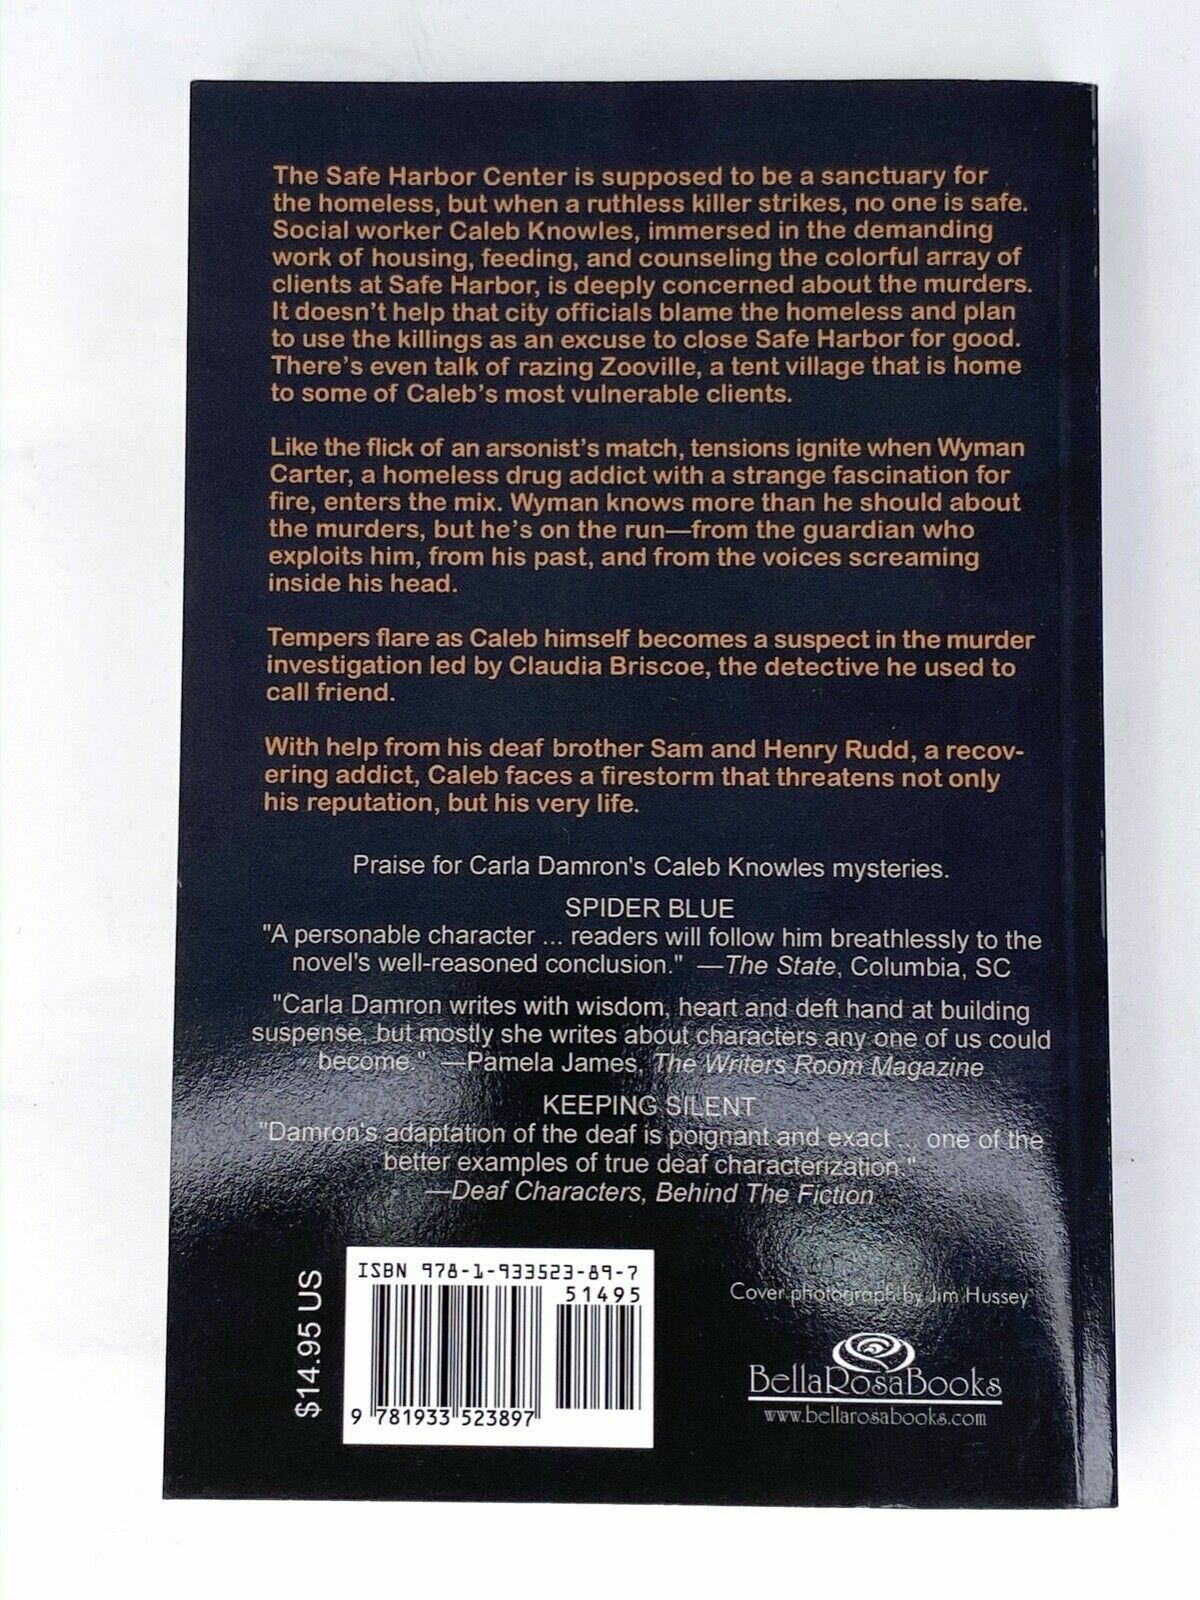 The Safe Harbor Center is supposed to be a sanctuary for
the homeless, but when a ruthless killer strikes, no one is safe.
Social worker Caleb Knowles, immersed in the demanding
work of housing, feeding, and counseling the colorful array of
clients at Safe Harbor, is deeply concerned about the murders.
It doesn't help that city officials blame the homeless and plan
to use the killings as an excuse to close Safe Harbor for good.
There's even talk of razing Zooville, a tent village that is home
to some of Caleb's most vulnerable clients.
Like the flick of an arsonist's match, tensions ignite when Wyman
Carter, a homeless drug addict with a strange fascination for
fire, enters the mix. Wyman knows more than he should about
the murders, but he's on the run—from the guardian who
exploits him, from his past, and from the voices screaming
inside his head.
Tempers flare as Caleb himself becomes a suspect in the murder
investigation led by Claudia Briscoe, the detective he used to
call friend.
With help from his deaf brother Sam and Henry Rudd, a recov-
ering addict, Caleb faces a firestorm that threatens not only
his reputation, but his very life.
Praise for Carla Damron's Caleb Knowles mysteries.
SPIDER BLUE
"A personable character ... readers will follow him breathlessly to the
novel's well-reasoned conclusion." —The State, Columbia, SC
"Carla Damron writes with wisdom, heart and deft hand at building
suspense, but mostly she writes about characters any one of us could
become." —Pamela James, The Writers Room Magazine
KEEPING SILENT
"Damron's adaptation of the deaf is poignant and exact ... one of the
better examples of true deaf characterization."
—Deaf Characters, Behind The Fiction
$14.95 US
ISBN 978-1-933523-89-7
51495
9 781933 523897
Cover photograph by Jim Hussey
BellaRosaBooks
www.bellarosabooks.com